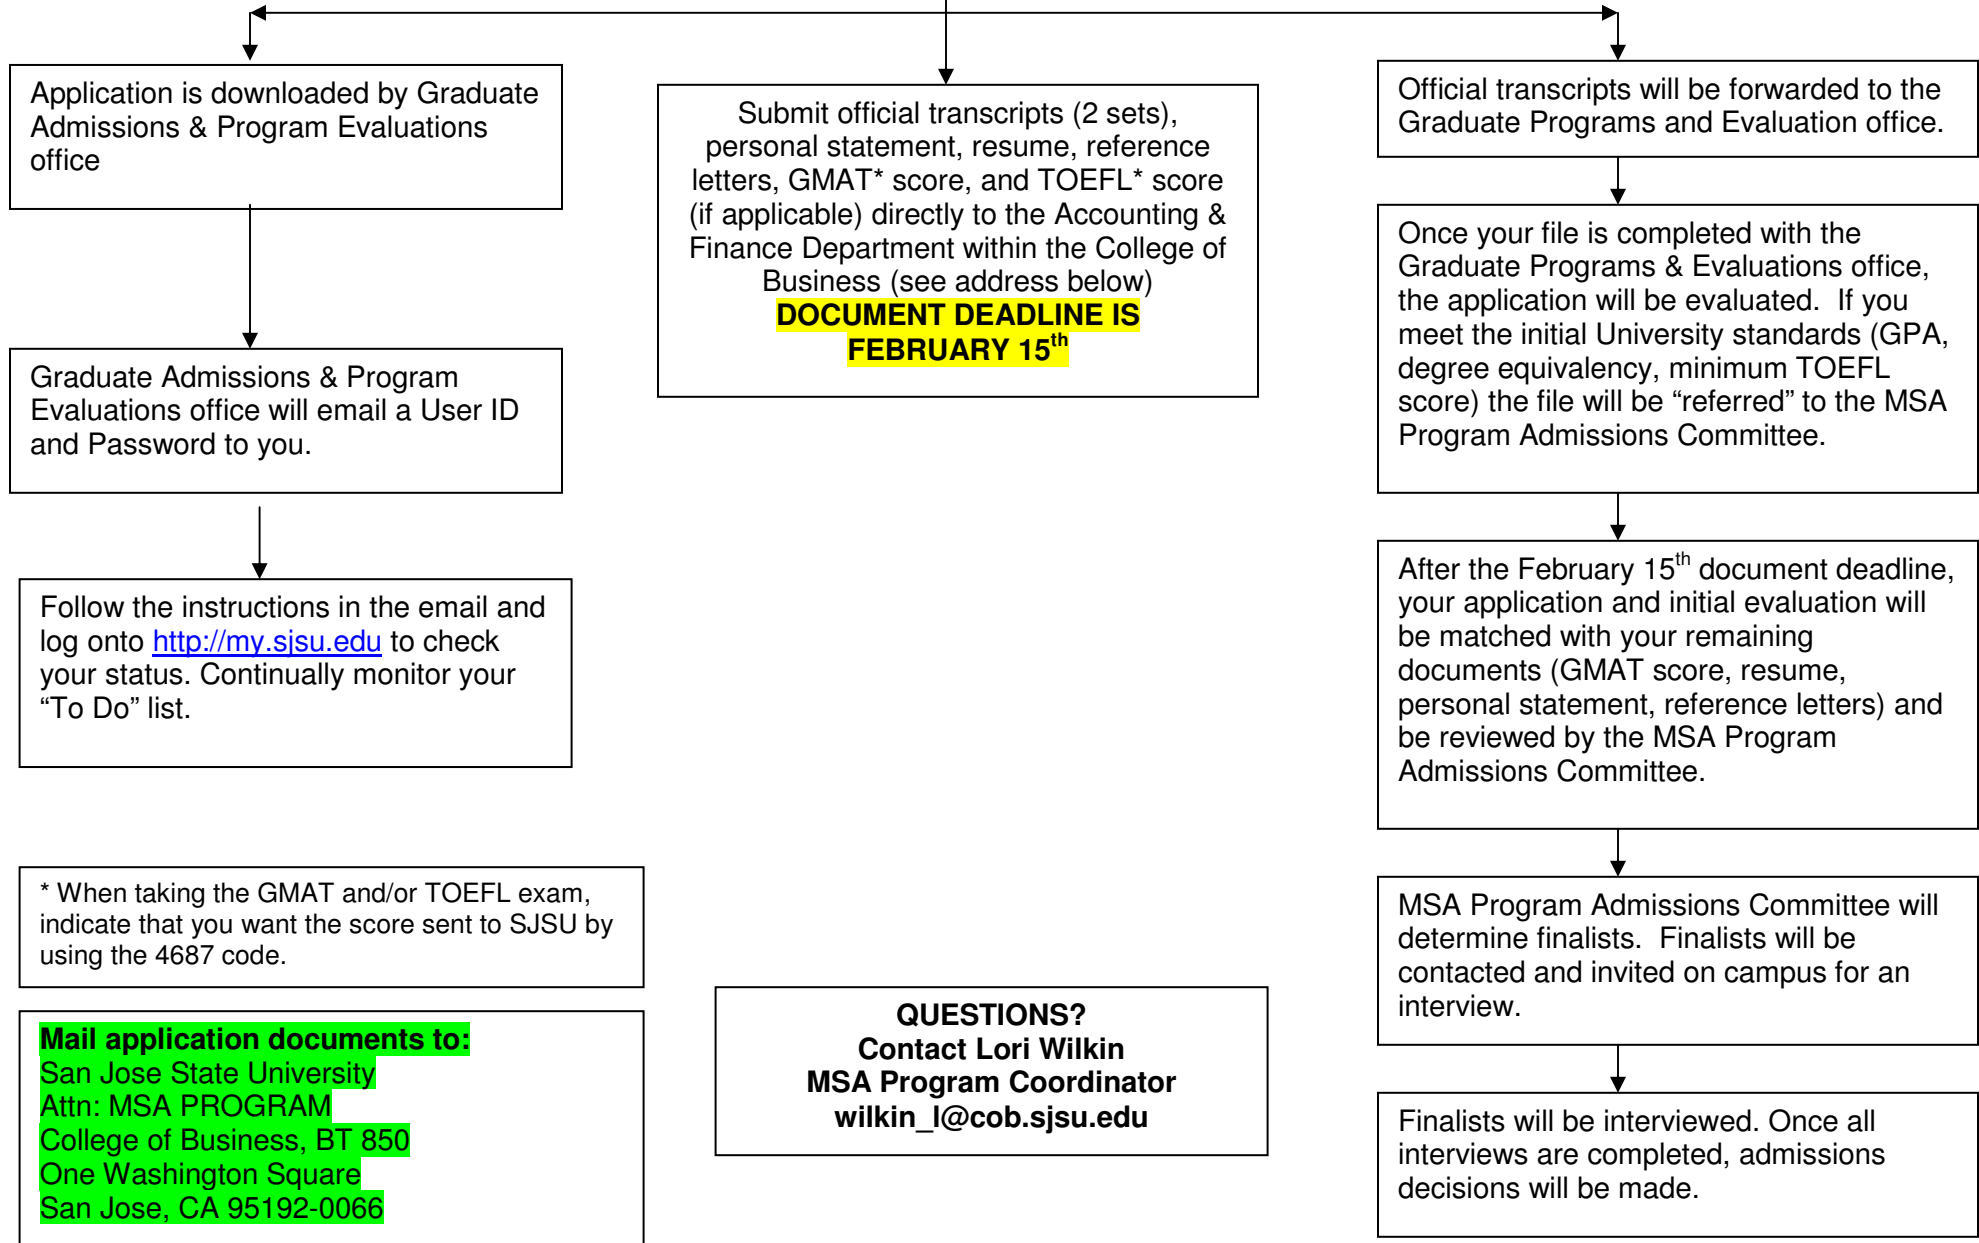 Application is downloaded by Graduate
Admissions & Program Evaluations
office
Graduate Admissions & Program
Evaluations office will email a User ID
and Password to you.
Follow the instructions in the email and
log onto http://my.sjsu.edu to check
your status. Continually monitor your
“To Do” list.
* When taking the GMAT and/or TOEFL exam,
indicate that you want the score sent to SJSU by
using the 4687 code.
Mail application documents to:
San Jose State University
Attn: MSA PROGRAM
College of Business, BT 850
One Washington Square
San Jose, CA 95192-0066
Submit official transcripts (2 sets),
personal statement, resume, reference
letters, GMAT* score, and TOEFL* score
(if applicable) directly to the Accounting &
Finance Department within the College of
Business (see address below)
DOCUMENT DEADLINE IS
FEBRUARY 15th
QUESTIONS?
Contact Lori Wilkin
MSA Program Coordinator
wilkin_l@cob.sjsu.edu
Official transcripts will be forwarded to the
Graduate Programs and Evaluation office.
Once your file is completed with the
Graduate Programs & Evaluations office,
the application will be evaluated.  If you
meet the initial University standards (GPA,
degree equivalency, minimum TOEFL
score) the file will be “referred” to the MSA
Program Admissions Committee.
After the February 15th document deadline,
your application and initial evaluation will
be matched with your remaining
documents (GMAT score, resume,
personal statement, reference letters) and
be reviewed by the MSA Program
Admissions Committee.
MSA Program Admissions Committee will
determine finalists.  Finalists will be
contacted and invited on campus for an
interview.
Finalists will be interviewed. Once all
interviews are completed, admissions
decisions will be made.